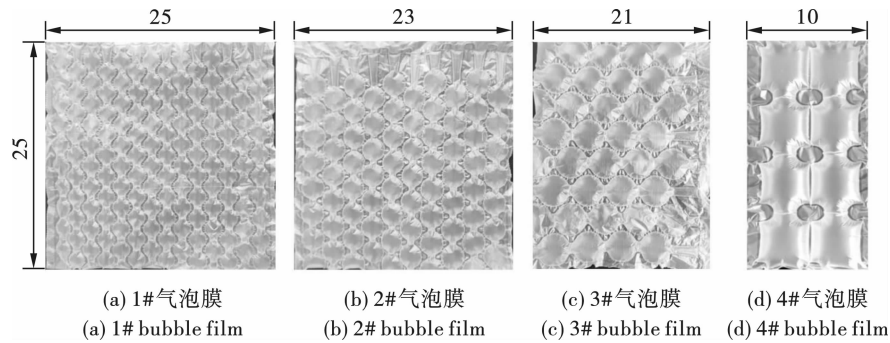 25
23
21
10
25
(a) 1#气泡膜
(a) 1# bubble film
(b) 2#气泡膜
(b) 2# bubble film
(c) 3#气泡膜
(c) 3# bubble film
(d) 4#气泡膜
(d) 4# bubble film